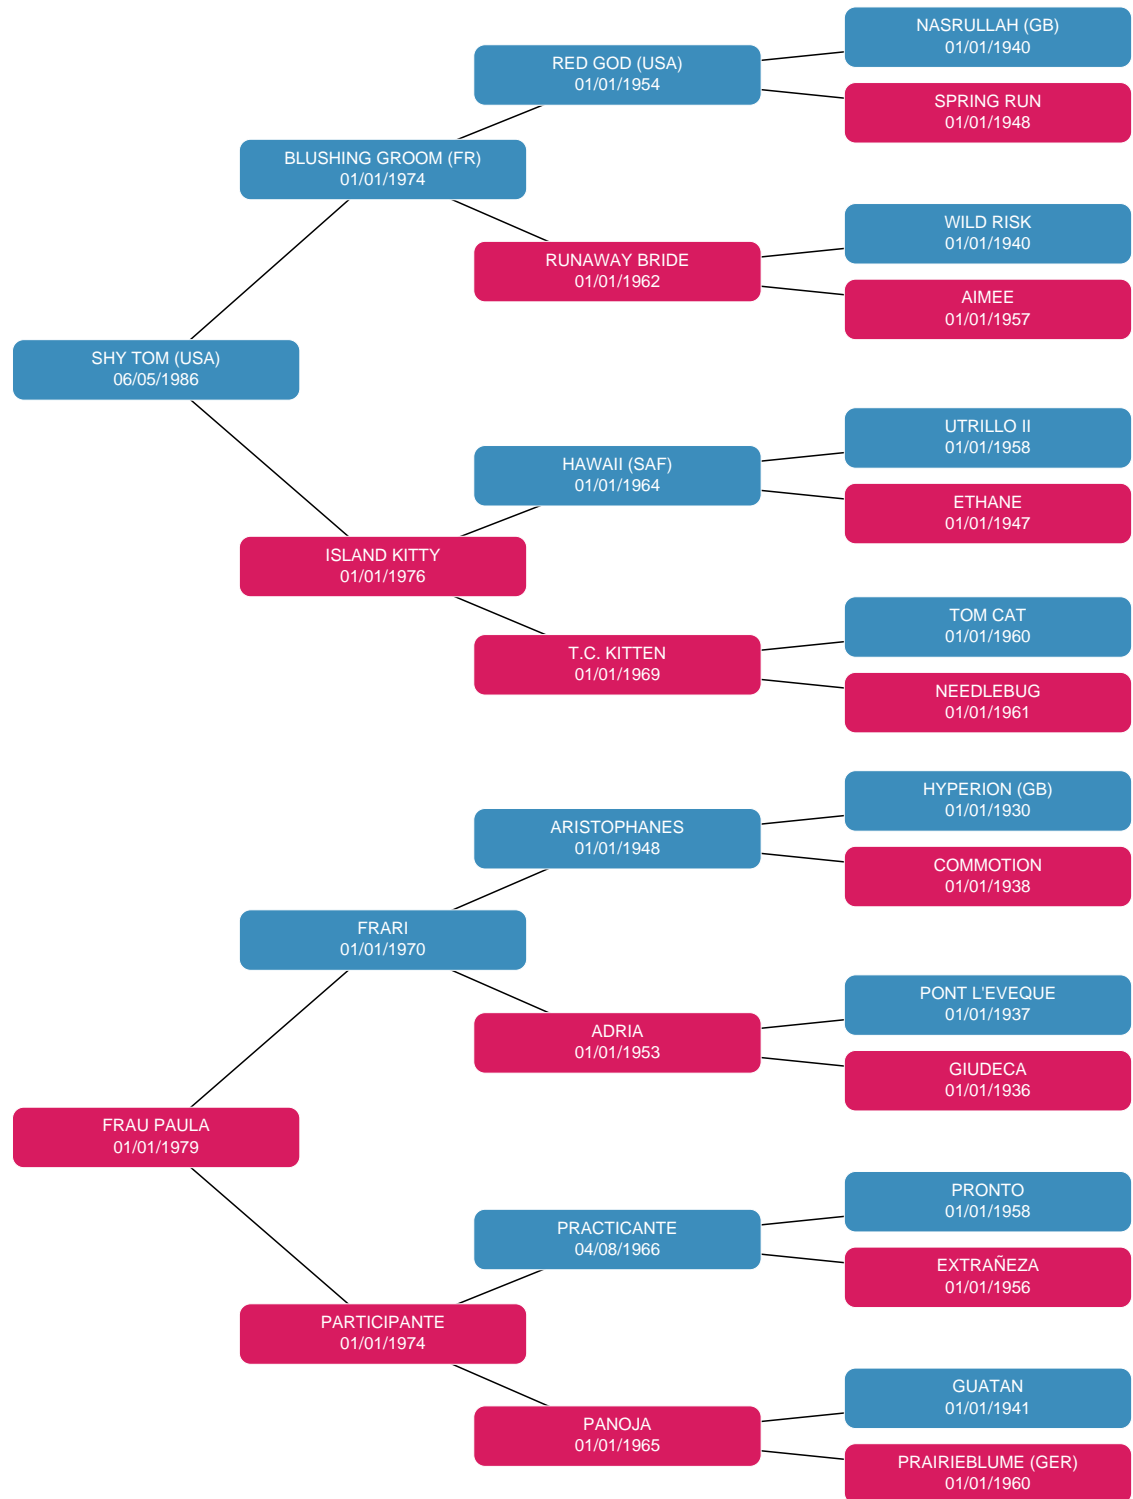 NASRULLAH (GB)
01/01/1940
RED GOD (USA)
01/01/1954
SPRING RUN
01/01/1948
BLUSHING GROOM (FR)
01/01/1974
WILD RISK
01/01/1940
RUNAWAY BRIDE
01/01/1962
AIMEE
01/01/1957
SHY TOM (USA)
06/05/1986
UTRILLO II
01/01/1958
HAWAII (SAF)
01/01/1964
ETHANE
01/01/1947
ISLAND KITTY
01/01/1976
TOM CAT
01/01/1960
T.C. KITTEN
01/01/1969
NEEDLEBUG
01/01/1961
HYPERION (GB)
01/01/1930
ARISTOPHANES
01/01/1948
COMMOTION
01/01/1938
FRARI
01/01/1970
PONT L'EVEQUE
01/01/1937
ADRIA
01/01/1953
GIUDECA
01/01/1936
FRAU PAULA
01/01/1979
PRONTO
01/01/1958
PRACTICANTE
04/08/1966
EXTRAÑEZA
01/01/1956
PARTICIPANTE
01/01/1974
GUATAN
01/01/1941
PANOJA
01/01/1965
PRAIRIEBLUME (GER)
01/01/1960